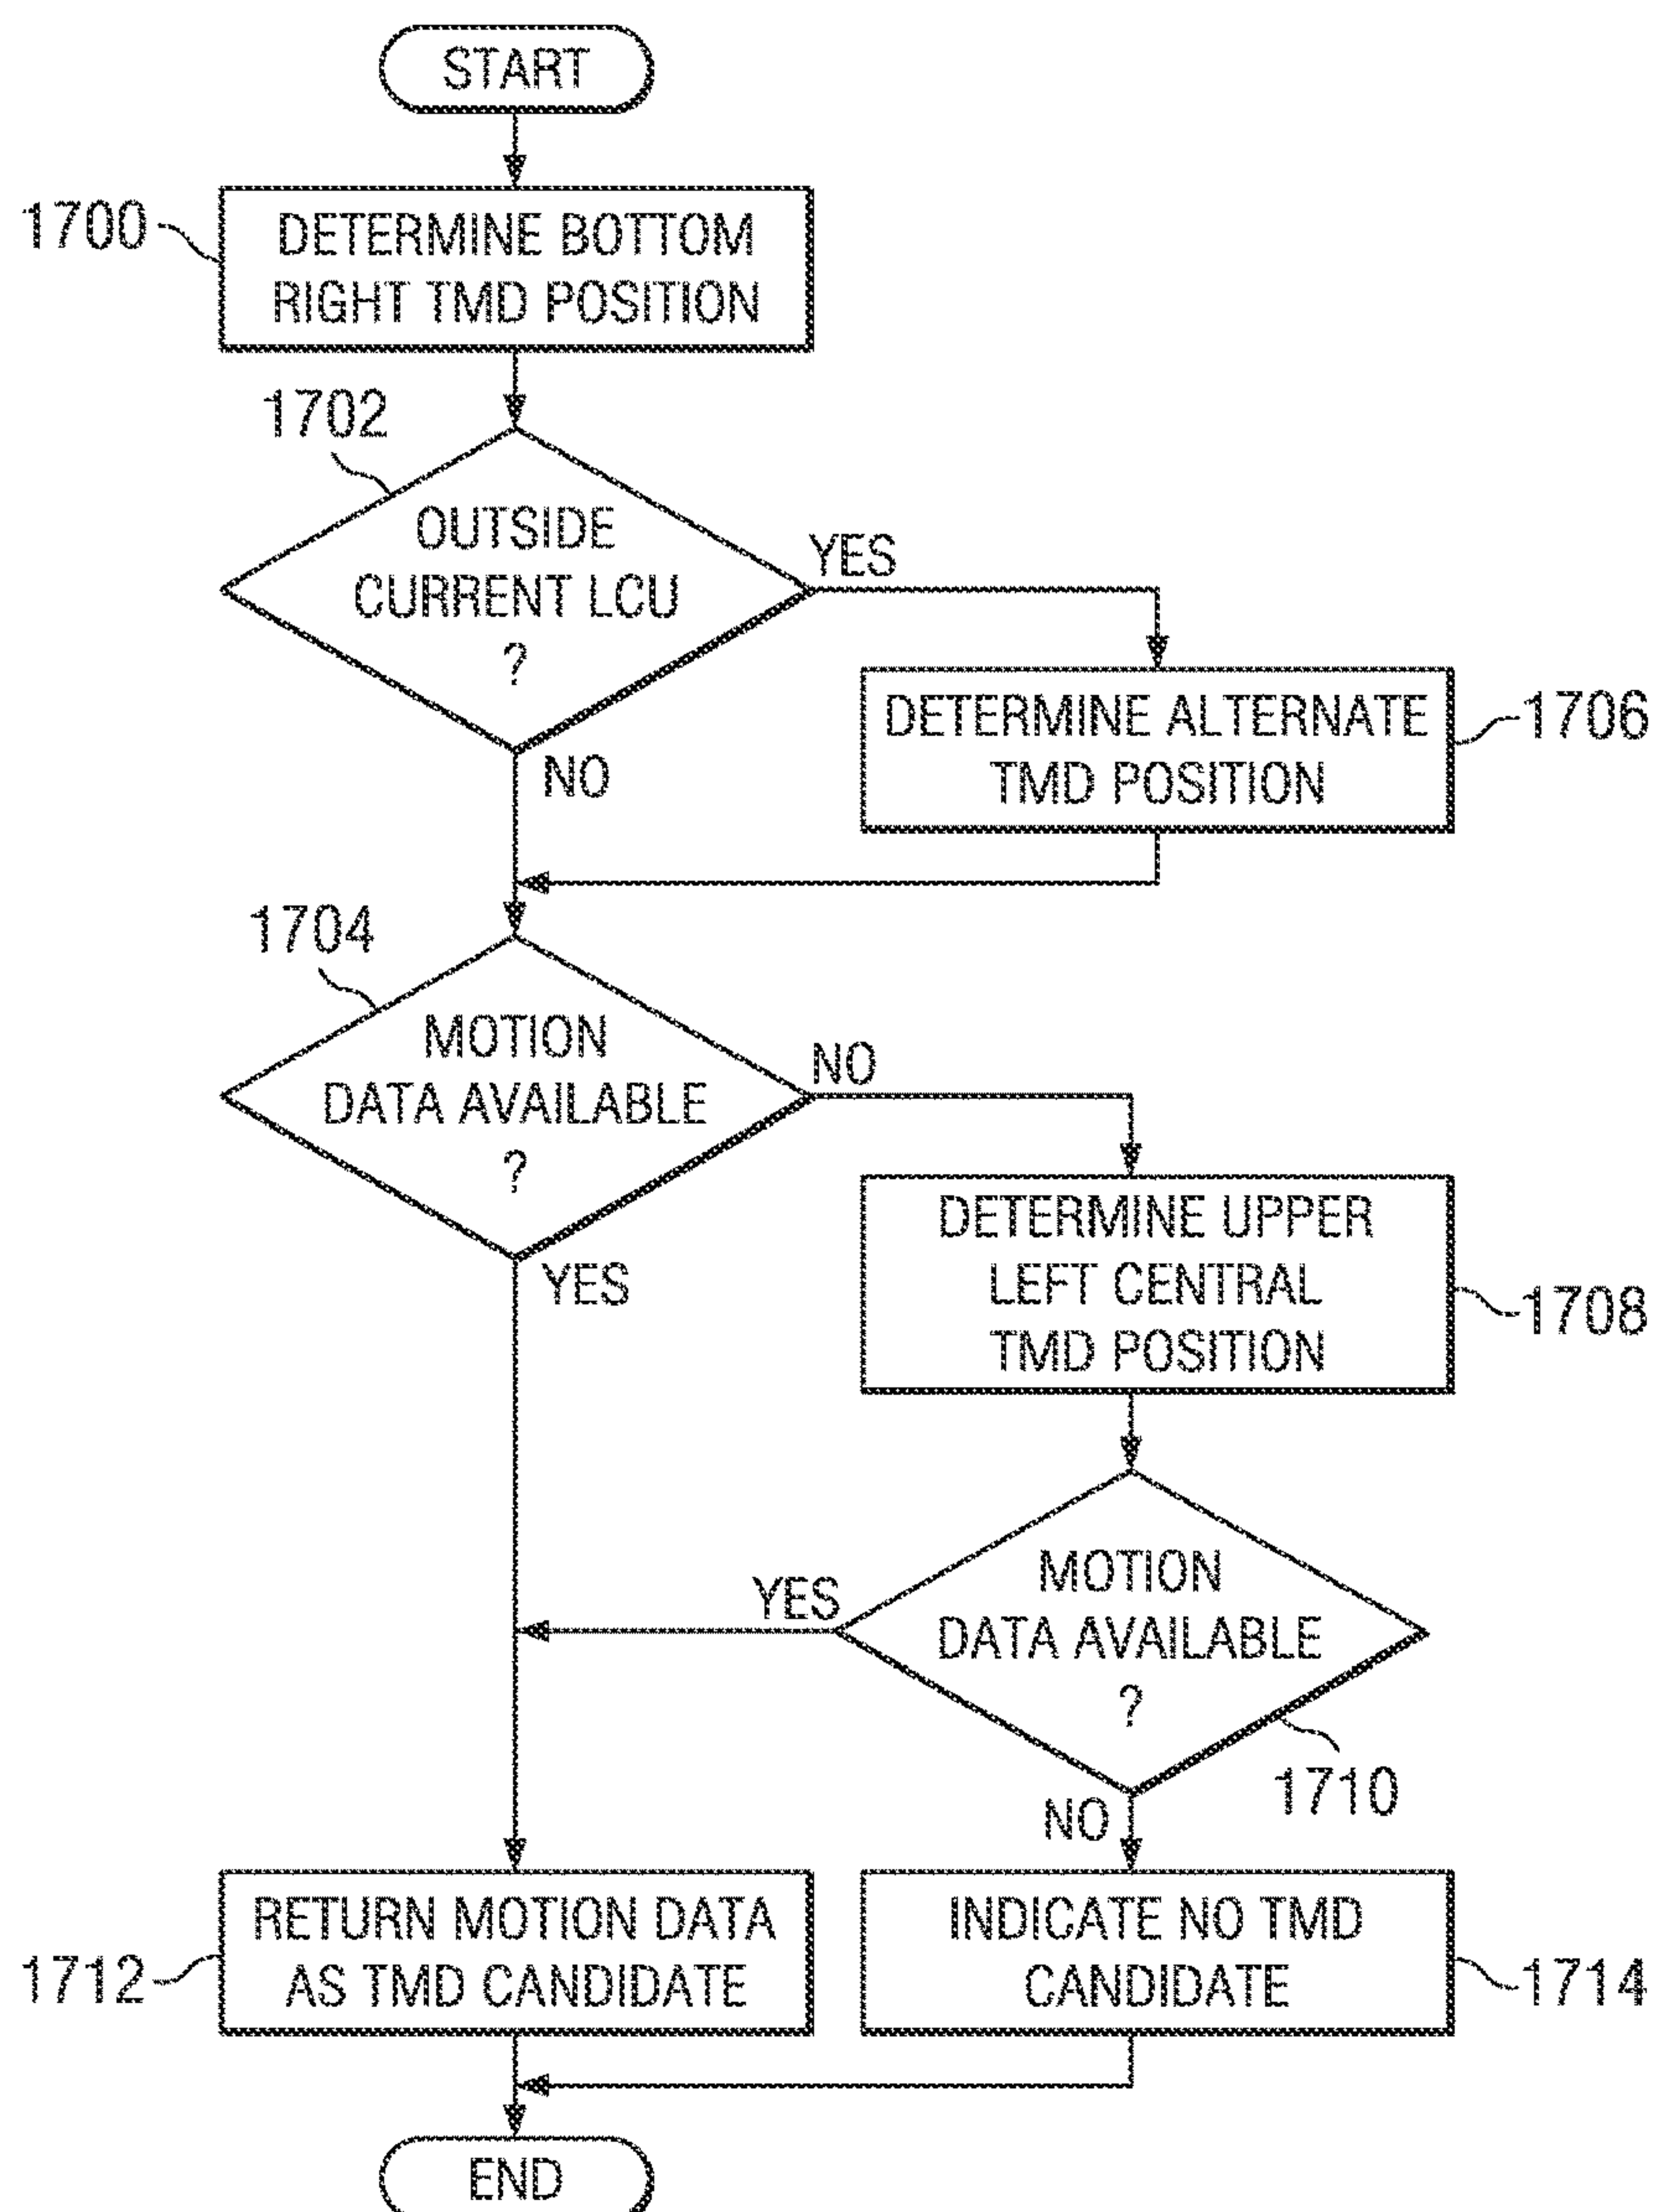 START
1700
DETERMINE BOTTOM
RIGHT TMD POSITION
1702
OUTSIDE
CURRENT LCU
?
YES
NO
DETERMINE ALTERNATE
TMD POSITION
1706
1704
MOTION
DATA AVAILABLE
?
NO
YES
DETERMINE UPPER
LEFT CENTRAL
TMD POSITION
1708
MOTION
DATA AVAILABLE
?
YES
1710
NO
RETURN MOTION DATA
AS TMD CANDIDATE
1712
INDICATE NO TMD
CANDIDATE
1714
END